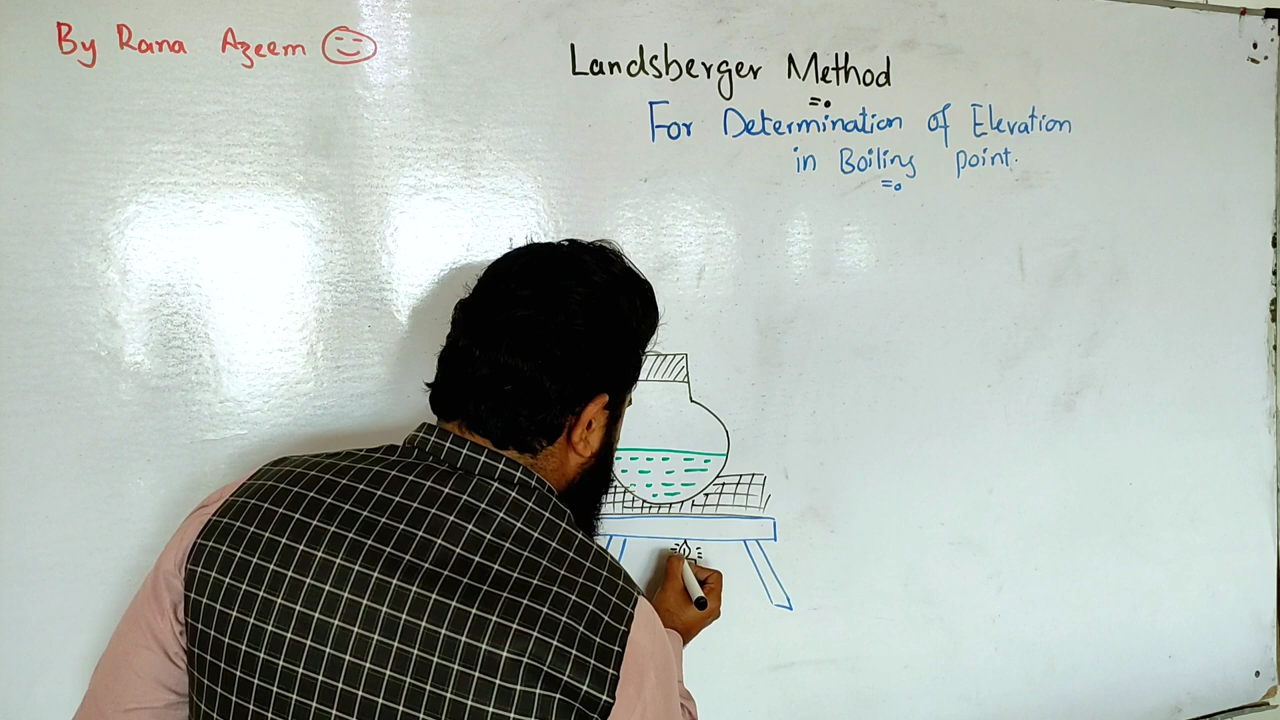 By Rana Azeem
Landsberger Method
For Determination of Elevation
in Boiling point.